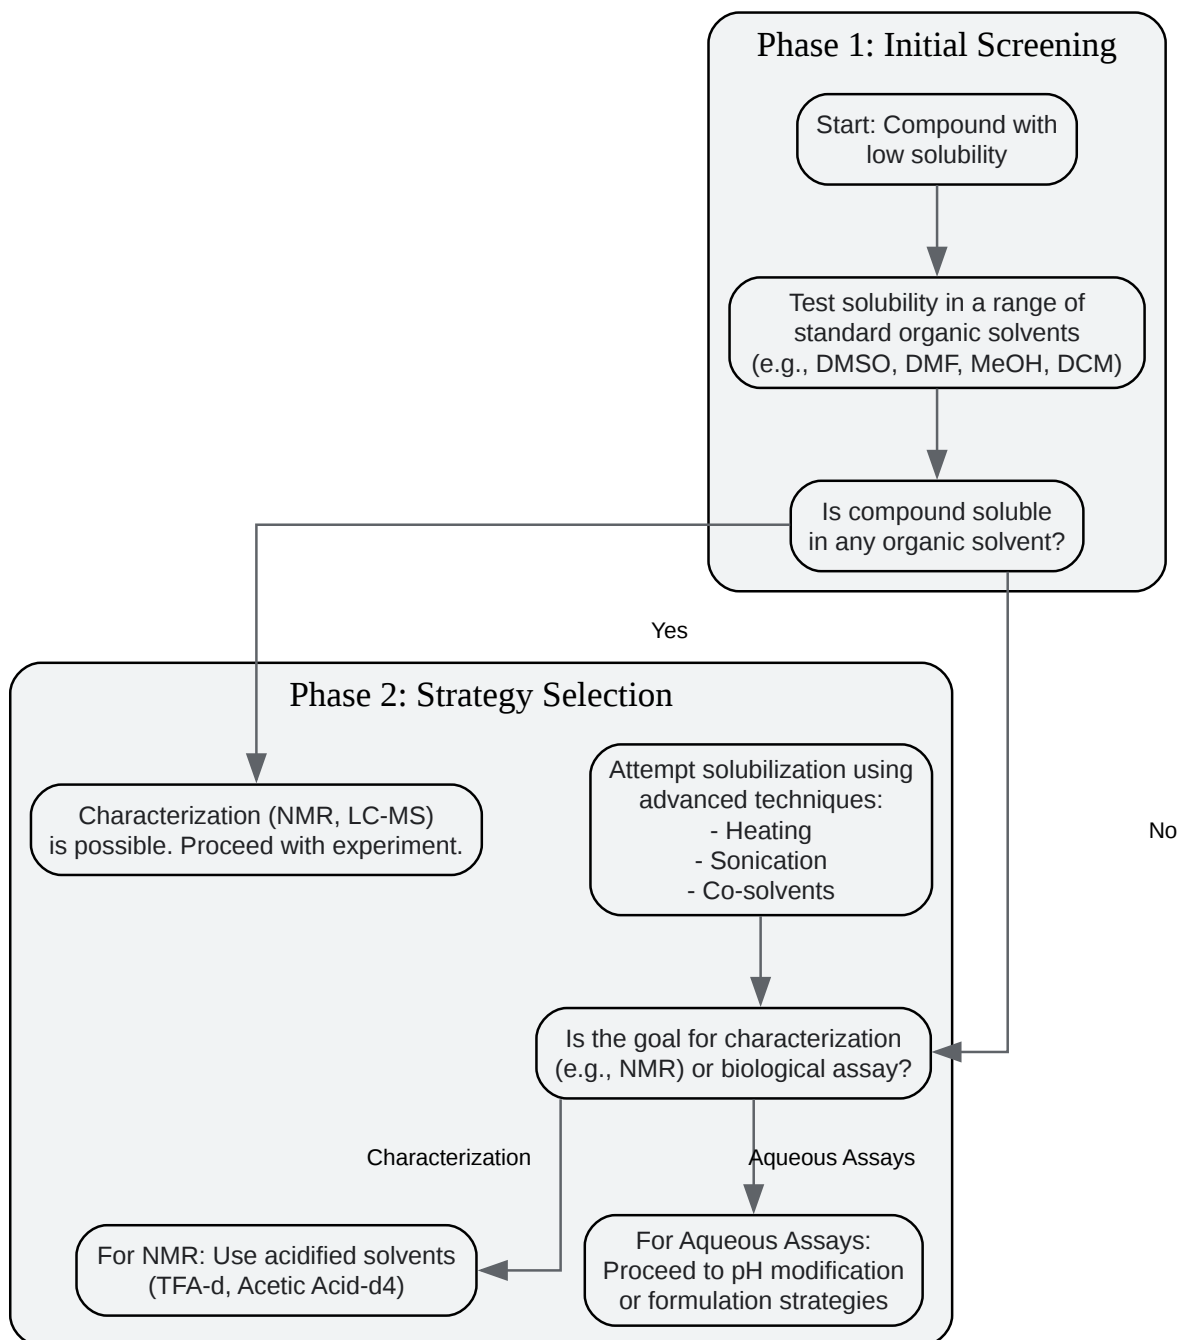 Phase 1: Initial Screening
Start: Compound with
low solubility
Test solubility in a range of
standard organic solvents
(e.g., DMSO, DMF, MeOH, DCM)
Is compound soluble
in any organic solvent?
Yes
No
Phase 2: Strategy Selection
Characterization (NMR, LC-MS)
is possible. Proceed with experiment.
Attempt solubilization using
advanced techniques:
- Heating
- Sonication
- Co-solvents
Is the goal for characterization
(e.g., NMR) or biological assay?
Characterization
Aqueous Assays
For NMR: Use acidified solvents
(TFA-d, Acetic Acid-d4)
For Aqueous Assays:
Proceed to pH modification
or formulation strategies